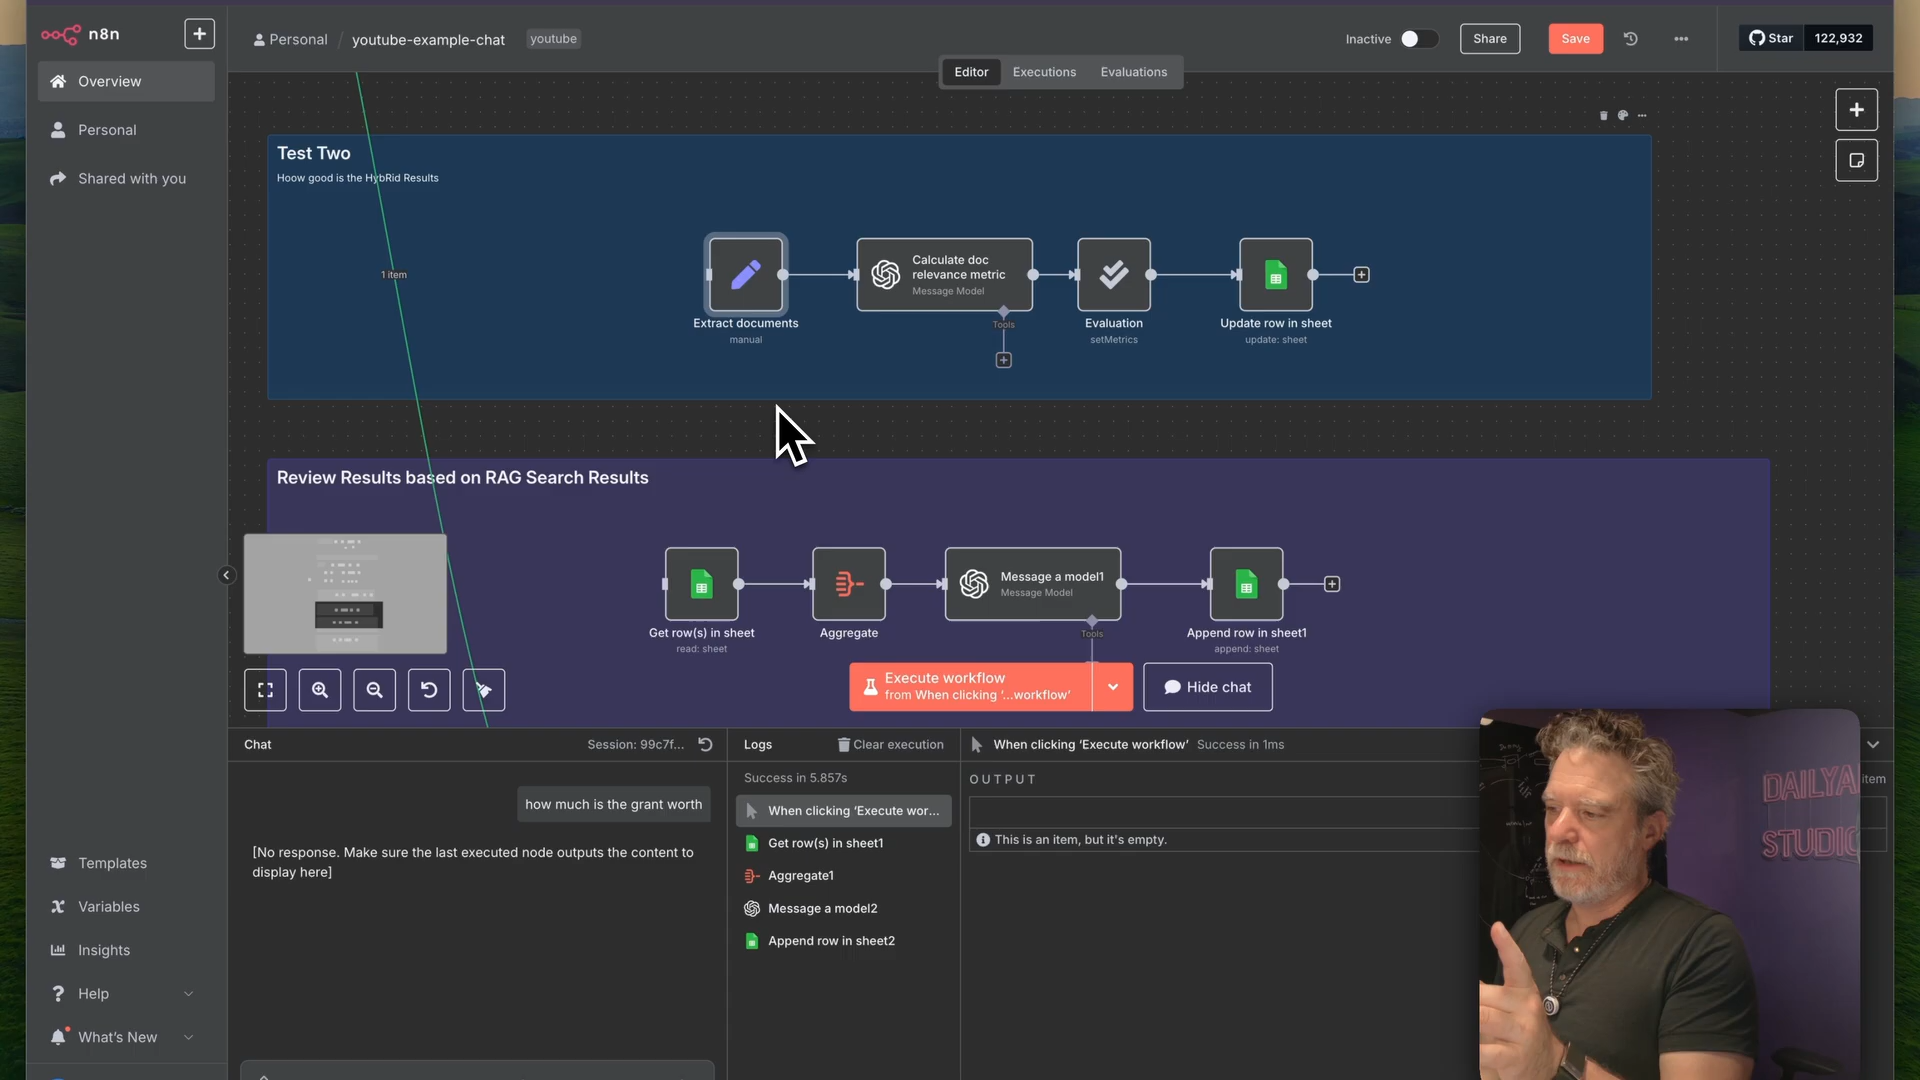 n8n
Personal / youtube-example-chat youtube
Inactive
Share
Save
Star 122,932
Editor Executions Evaluations
Overview
Personal
Shared with you
Templates
Variables
Insights
Help
What's New
Test Two
Hoow good is the HybRid Results
1 item
Calculate doc
relevance metric
Message Model
Tools
Extract documents
manual
Evaluation
setMetrics
Update row in sheet
update: sheet
Review Results based on RAG Search Results
Message a model1
Message Model
Tools
Get row(s) in sheet
read: sheet
Aggregate
Append row in sheet1
append: sheet
Execute workflow
from When clicking '...workflow'
Hide chat
Chat
Session: 99c7f...
how much is the grant worth
[No response. Make sure the last executed node outputs the content to
display here]
Logs
Clear execution
Success in 5.857s
When clicking 'Execute wor...
Get row(s) in sheet1
Aggregate1
Message a model2
Append row in sheet2
When clicking 'Execute workflow' Success in 1ms
OUTPUT
item
This is an item, but it's empty.
DAILYA
STUDIO